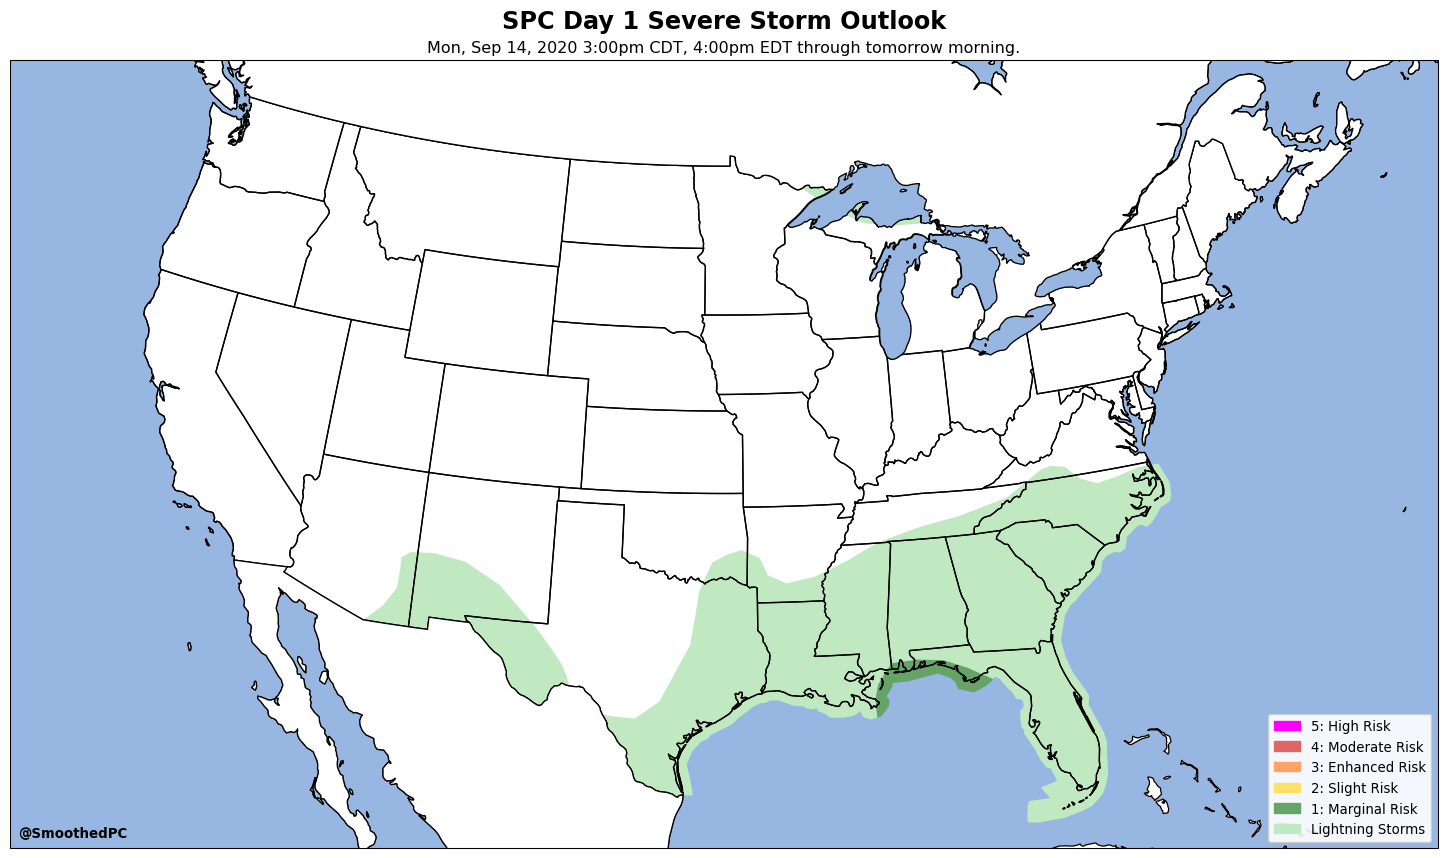 SPC Day 1 Severe Storm Outlook
Mon, Sep 14, 2020 3:00pm CDT, 4:00pm EDT through tomorrow morning.
5: High Risk
4: Moderate Risk
3: Enhanced Risk
2: Slight Risk
1: Marginal Risk
Lightning Storms
@SmoothedPC